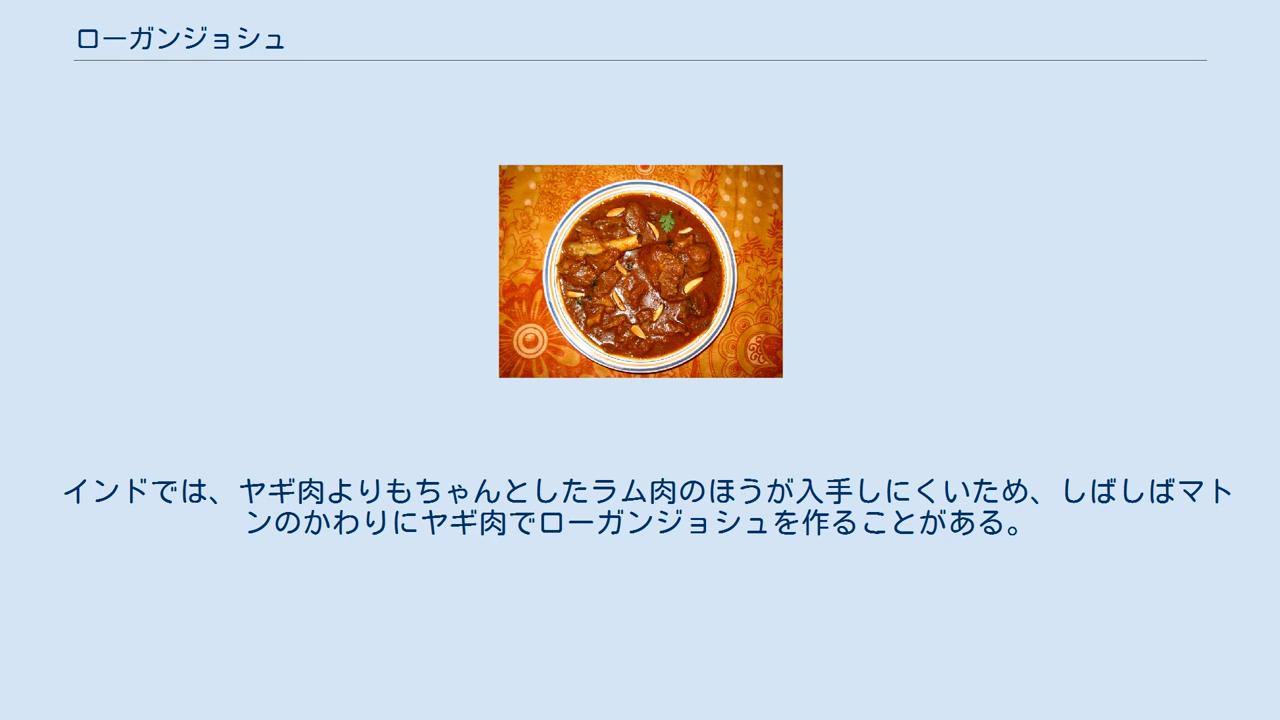 ローガンジョシュ
インドでは、ヤギ肉よりもちゃんとしたラム肉のほうが入手しにくいため、しばしばマト
ンのかわりにヤギ肉でローガンジョシュを作ることがある。